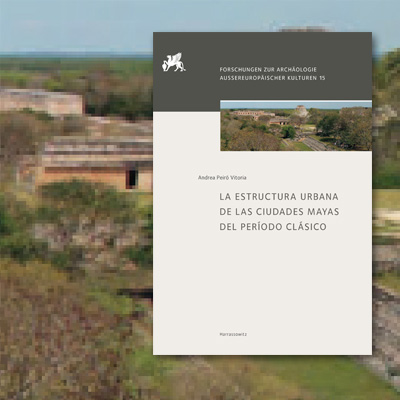 FORSCHUNGEN ZUR ARCHÄOLOGIE
AUSSEREUROPÄISCHER KULTUREN 15
Andrea Peiró Vitoria
LA ESTRUCTURA URBANA
DE LAS CIUDADES MAYAS
DEL PERÍODO CLÁSICO
Harrassowitz